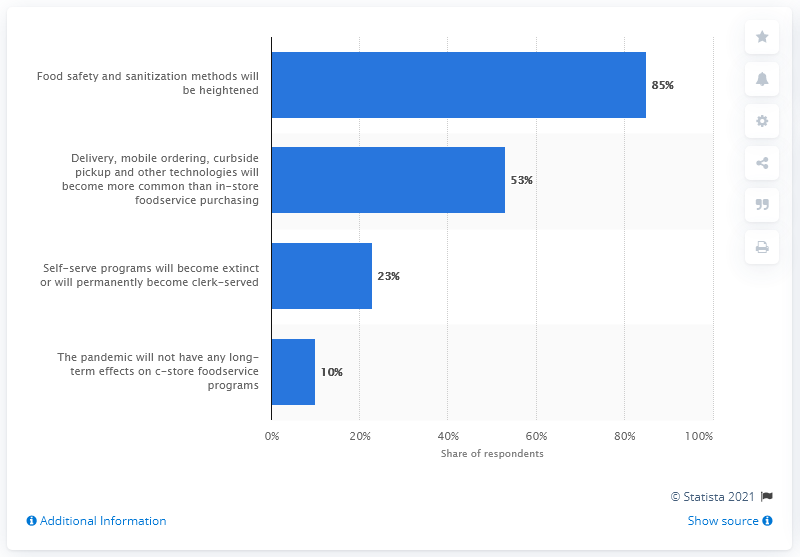 Food safety and sanitization methods will
be heightened
85%
Delivery, mobile ordering, curbside
pickup and other technologies will
become more common than in-store
foodservice purchasing
53%
Self-serve programs will become extinct
or will permanently become clerk-served
23%
The pandemic will not have any long-
term effects on c-store foodservice
programs
10%
0% 20% 40% 60% 80% 100%
Share of respondents
© Statista 2021
Additional Information
Show source